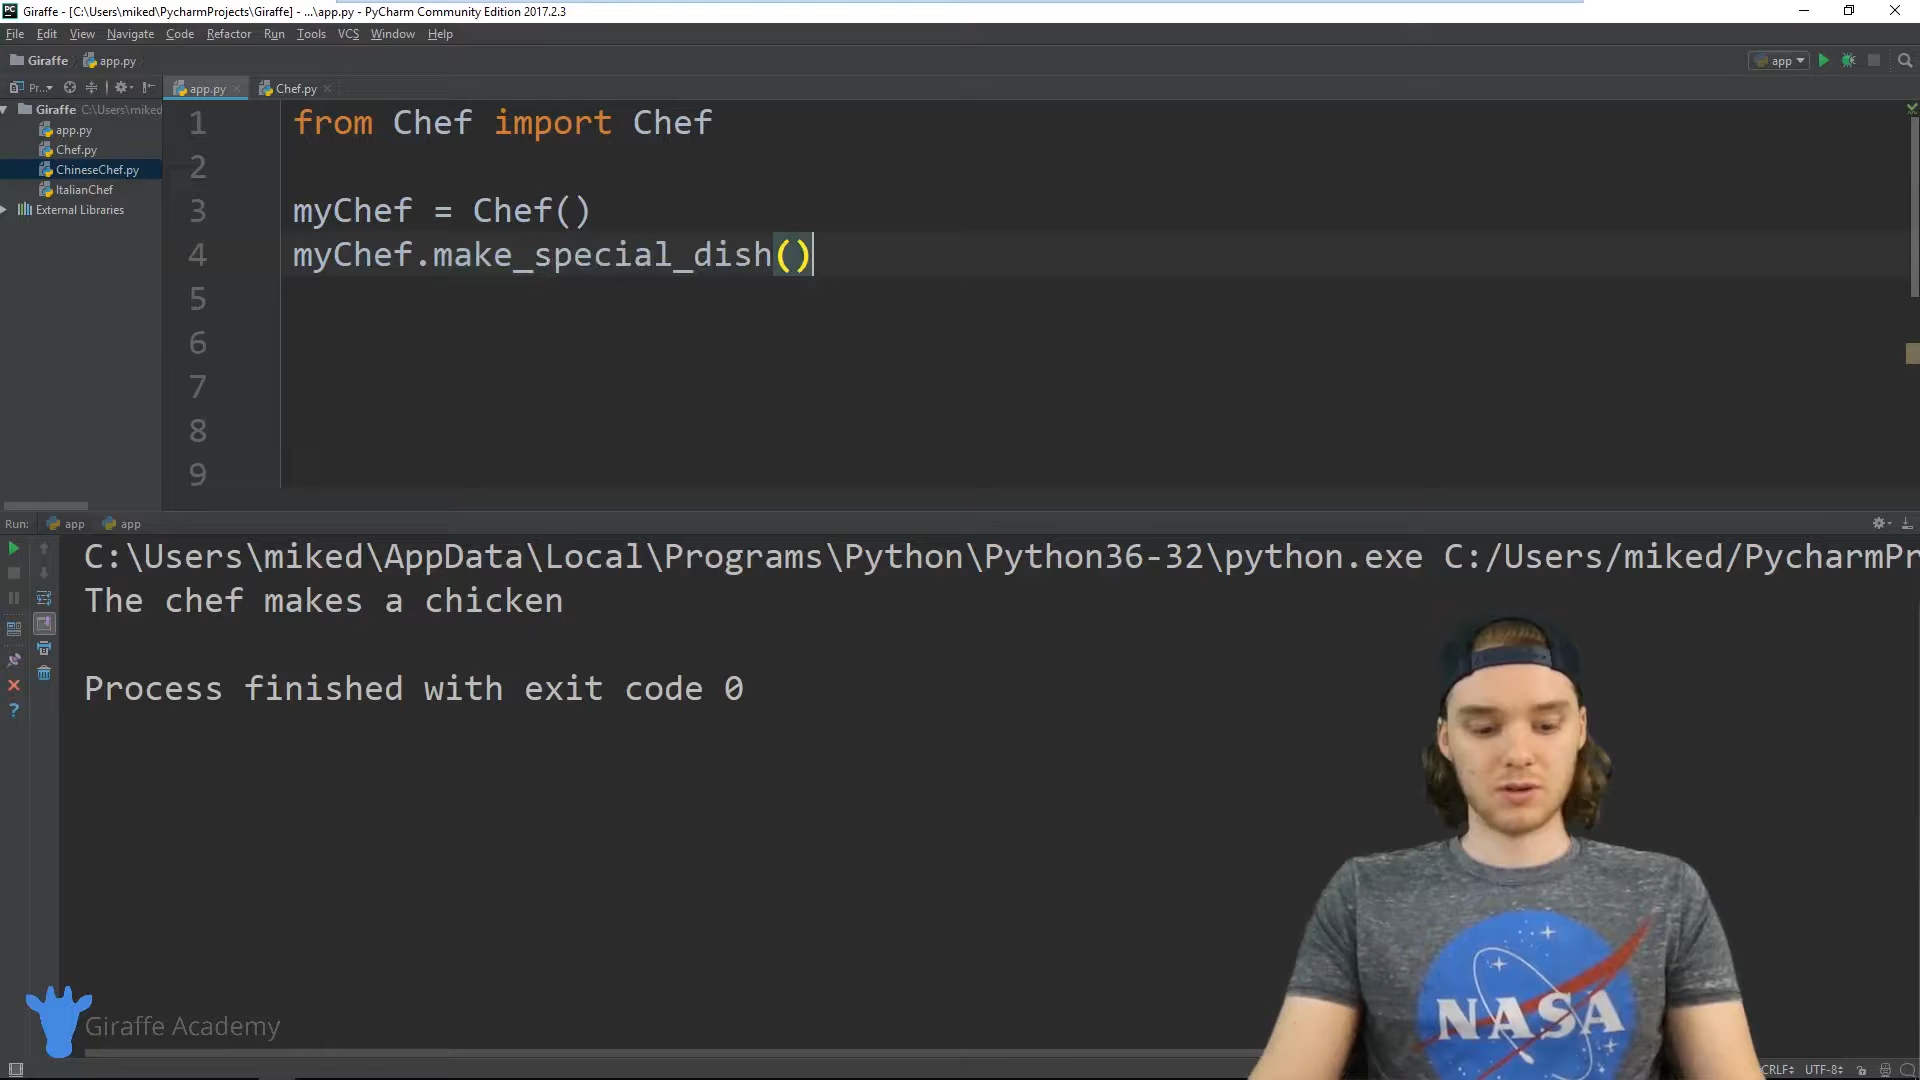 Giraffe - [C:\Users\miked\PycharmProjects\Giraffe] - ...\app.py - PyCharm Community Edition 2017.2.3
File Edit View Navigate Code Refactor Run Tools VCS Window Help
Giraffe app.py app
Pr... app.py Chef.py
Giraffe C:\Users\miked
app.py
Chef.py
ChineseChef.py
ItalianChef
External Libraries
1 from Chef import Chef
2
3 myChef = Chef()
4 myChef.make_special_dish()
5
6
7
8
9
Run: app app
C:\Users\miked\AppData\Local\Programs\Python\Python36-32\python.exe C:/Users/miked/PycharmPr
The chef makes a chicken
Process finished with exit code 0
NASA
Giraffe Academy
CRLF UTF-8